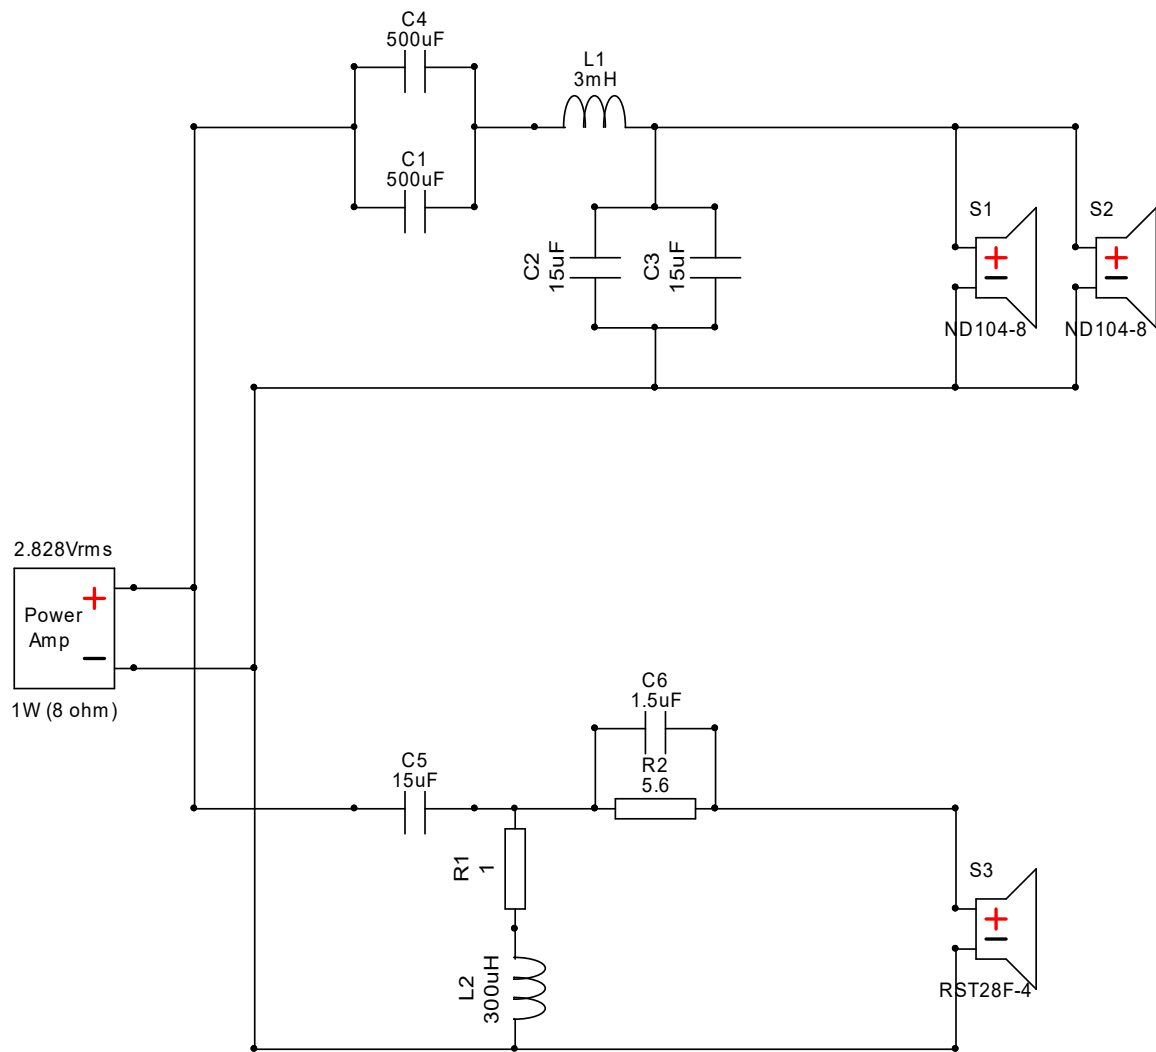 C4
500uF
L1
3mH
C1
500uF
S1
S2
C2
15uF
C3
15uF
ND104-8
ND104-8
2.828Vrms
+
Power
Amp
−
1W (8 ohm)
C6
1.5uF
C5
15uF
R2
5.6
R1
1
S3
L2
300uH
RST28F-4